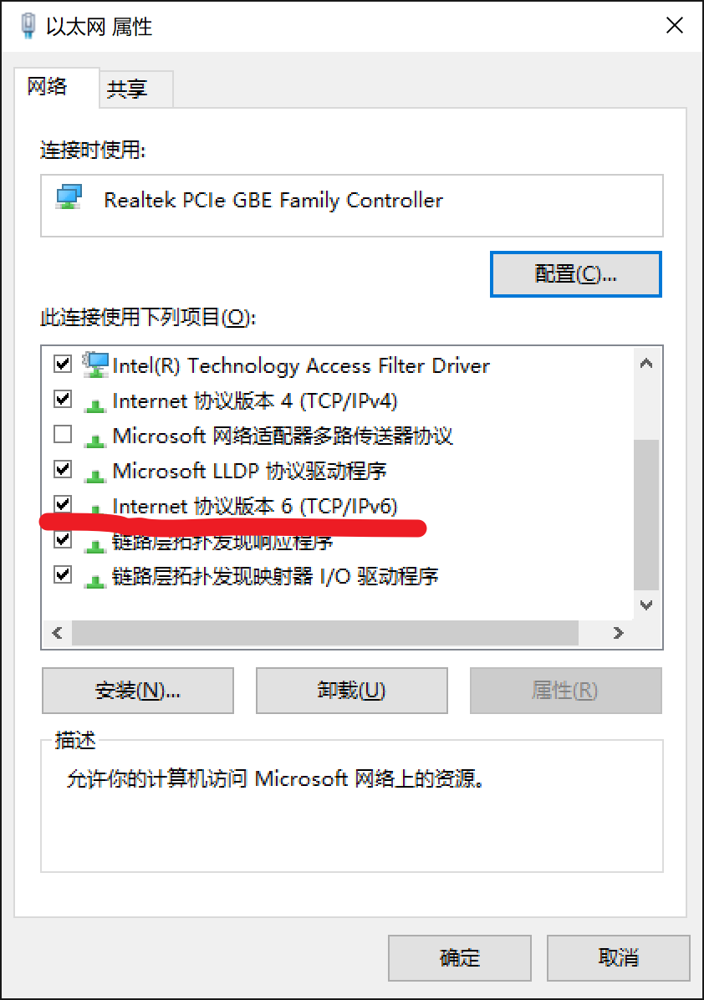 以太网 属性
网络
共享
连接时使用:
Realtek PCIe GBE Family Controller
配置(C)...
此连接使用下列项目(O):
Intel(R) Technology Access Filter Driver
Internet 协议版本 4 (TCP/IPv4)
Microsoft 网络适配器多路传送器协议
Microsoft LLDP 协议驱动程序
Internet 协议版本 6 (TCP/IPv6)
链路层拓扑发现响应程序
链路层拓扑发现映射器 I/O 驱动程序
安装(N)...
卸载(U)
属性(R)
描述
允许你的计算机访问 Microsoft 网络上的资源。
确定
取消